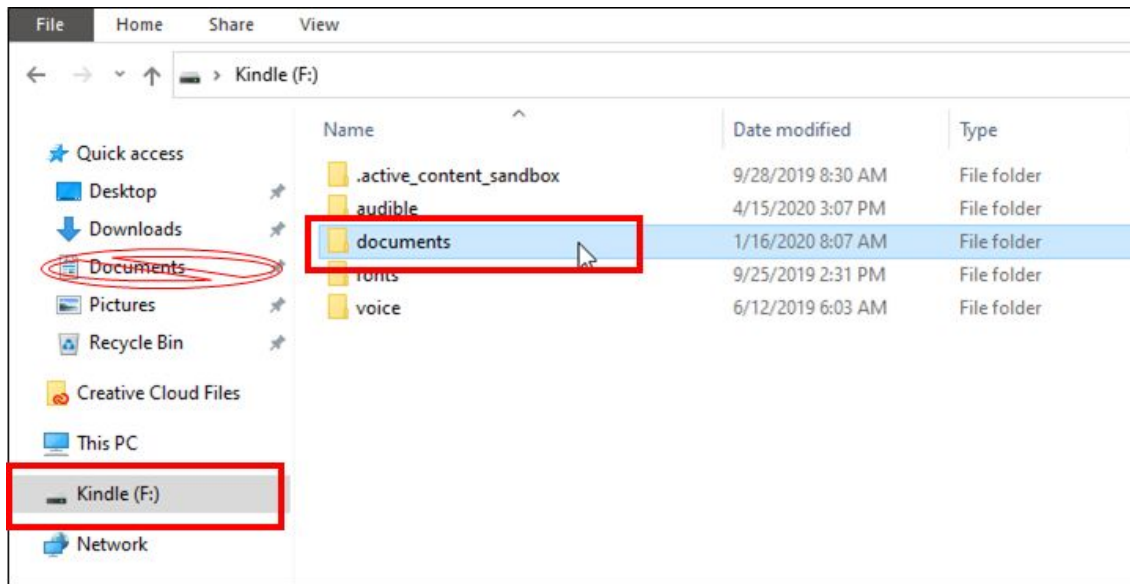 File Home Share View
Kindle (F:)
Name Date modified Type
Quick access
Desktop
Downloads
Documents
Pictures
Recycle Bin
Creative Cloud Files
This PC
Kindle (F:)
Network
.active_content_sandbox 9/28/2019 8:30 AM File folder
audible 4/15/2020 3:07 PM File folder
documents 1/16/2020 8:07 AM File folder
fonts 9/25/2019 2:31 PM File folder
voice 6/12/2019 6:03 AM File folder